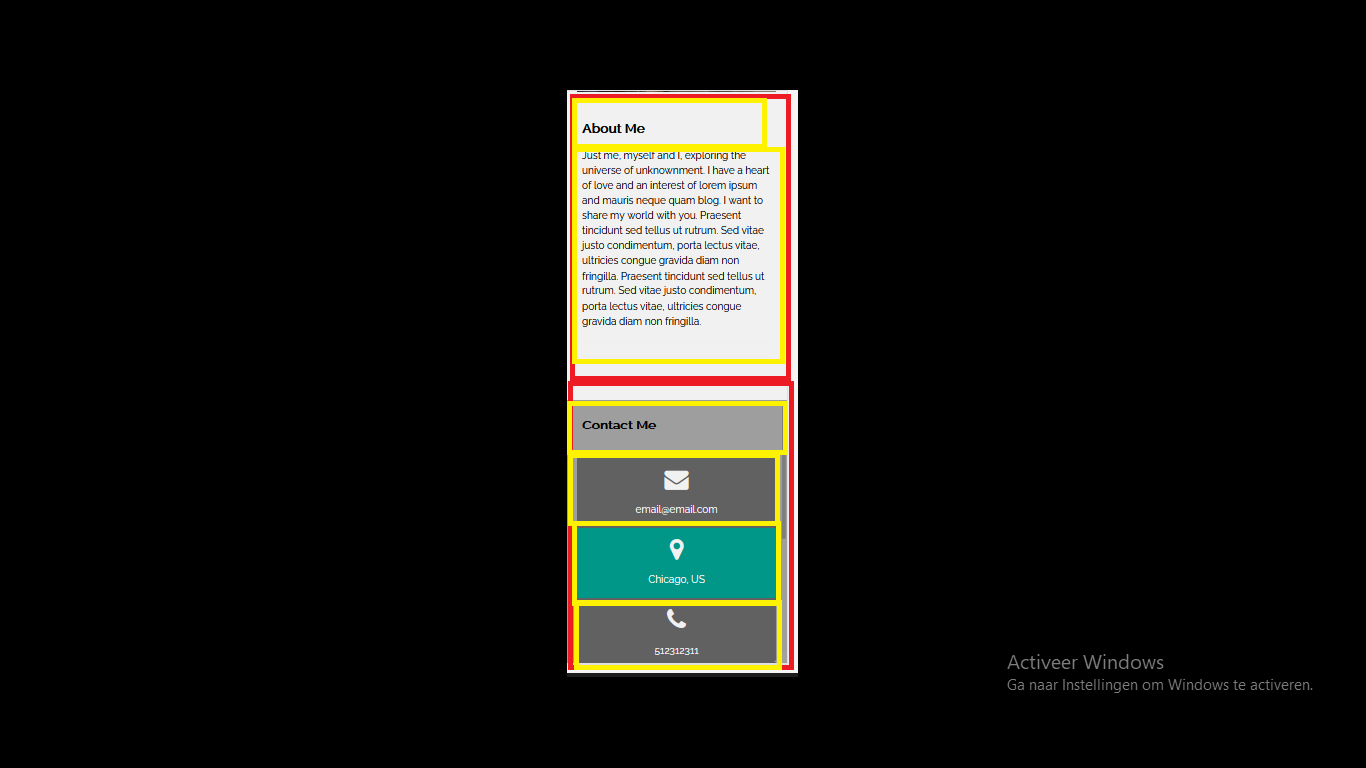 About Me
Just me, myself and I, exploring the
universe of unknownment. I have a heart
of love and an interest of lorem ipsum
and mauris neque quam blog. I want to
share my world with you. Praesent
tincidunt sed tellus ut rutrum. Sed vitae
justo condimentum, porta lectus vitae,
ultricies congue gravida diam non
fringilla. Praesent tincidunt sed tellus ut
rutrum. Sed vitae justo condimentum,
porta lectus vitae, ultricies congue
gravida diam non fringilla.
Contact Me
email@email.com
Chicago, US
512312311
Activeer Windows
Ga naar Instellingen om Windows te activeren.